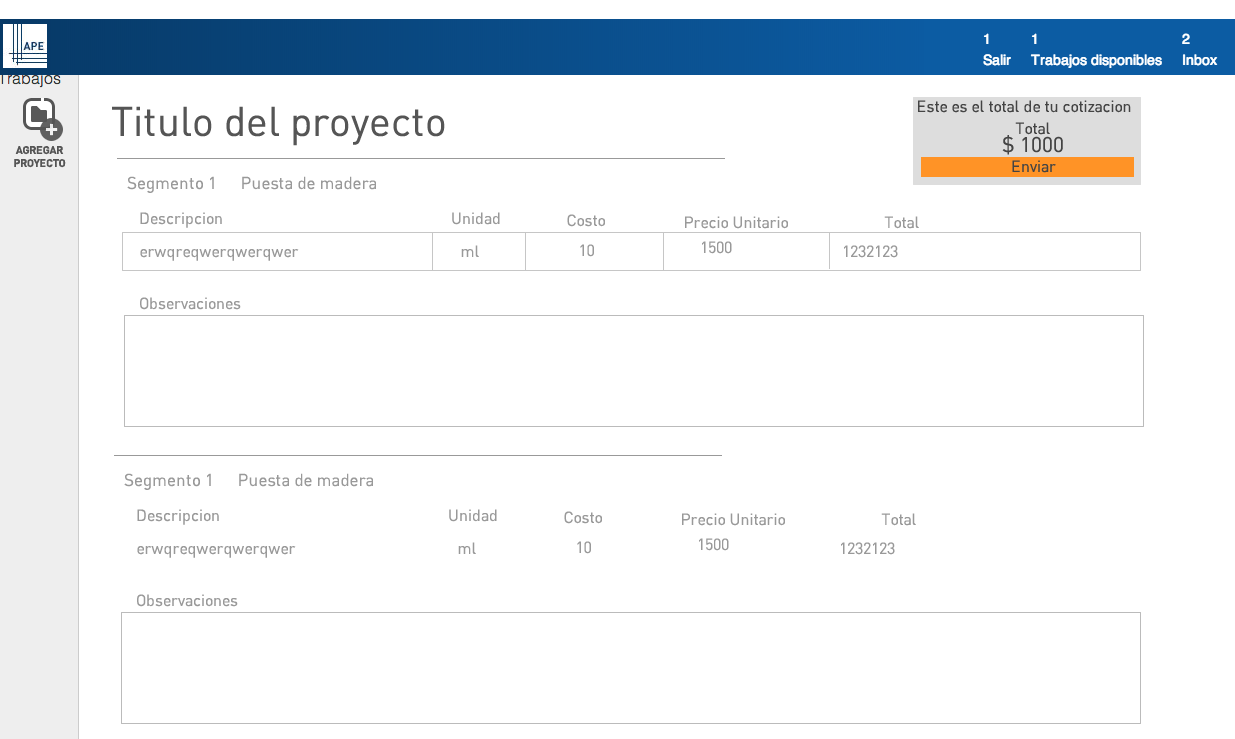 APE
1 1 2
Salir Trabajos disponibles Inbox
Trabajos
AGREGAR
PROYECTO
Titulo del proyecto
Este es el total de tu cotizacion
Total
$ 1000
Enviar
Segmento 1 Puesta de madera
Descripcion Unidad Costo Precio Unitario Total
erwqreqwerqwerqwer ml 10 1500 1232123
Observaciones
Segmento 1 Puesta de madera
Descripcion Unidad Costo Precio Unitario Total
erwqreqwerqwerqwer ml 10 1500 1232123
Observaciones